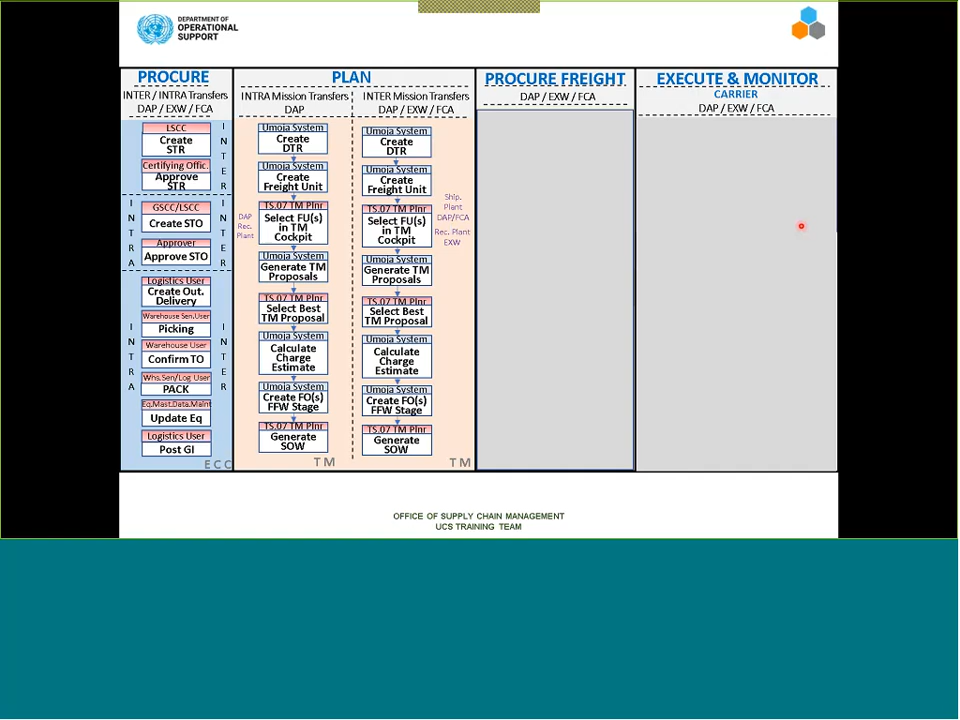 DEPARTMENT OF
OPERATIONAL
SUPPORT
PROCURE
INTER / INTRA Transfers
DAP / EXW / FCA
LSCC
Create
STR
Certifying Offic.
Approve
STR
I
N
T
E
R
GSCC/LSCC
Create STO
Approver
Approve STO
I
N
T
R
A
I
N
T
E
R
Logistics User
Create Out.
Delivery
Warehouse Sen.User
Picking
Warehouse User
Confirm TO
Whs.Sen/Log User
PACK
Eq.Mast.Data.Maint
Update Eq
Logistics User
Post GI
I
N
T
R
A
I
N
T
E
R
ECC
PLAN
INTRA Mission Transfers
DAP
Umoja System
Create
DTR
Umoja System
Create
Freight Unit
TS.07 TM Plnr
Select FU(s)
in TM
Cockpit
DAP
Rec.
Plant
Umoja System
Generate TM
Proposals
TS.07 TM Plnr
Select Best
TM Proposal
Umoja System
Calculate
Charge
Estimate
Umoja System
Create FO(s)
FFW Stage
TS.07 TM Plnr
Generate
SOW
TM
INTER Mission Transfers
DAP / EXW / FCA)
Umoja System
Create
DTR
Umoja System
Create
Freight Unit
TS.07 TM Plnr
Select FU(s)
in TM
Cockpit
Ship.
Plant
DAP/FCA
Rec. Plant
EXW
Umoja System
Generate TM
Proposals
TS.07 TM Plnr
Select Best
TM Proposal
Umoja System
Calculate
Charge
Estimate
Umoja System
Create FO(s)
FFW Stage
TS.07 TM Plnr
Generate
SOW
TM
PROCURE FREIGHT
DAP / EXW / FCA
EXECUTE & MONITOR
CARRIER
DAP / EXW / FCA
OFFICE OF SUPPLY CHAIN MANAGEMENT
UCS TRAINING TEAM